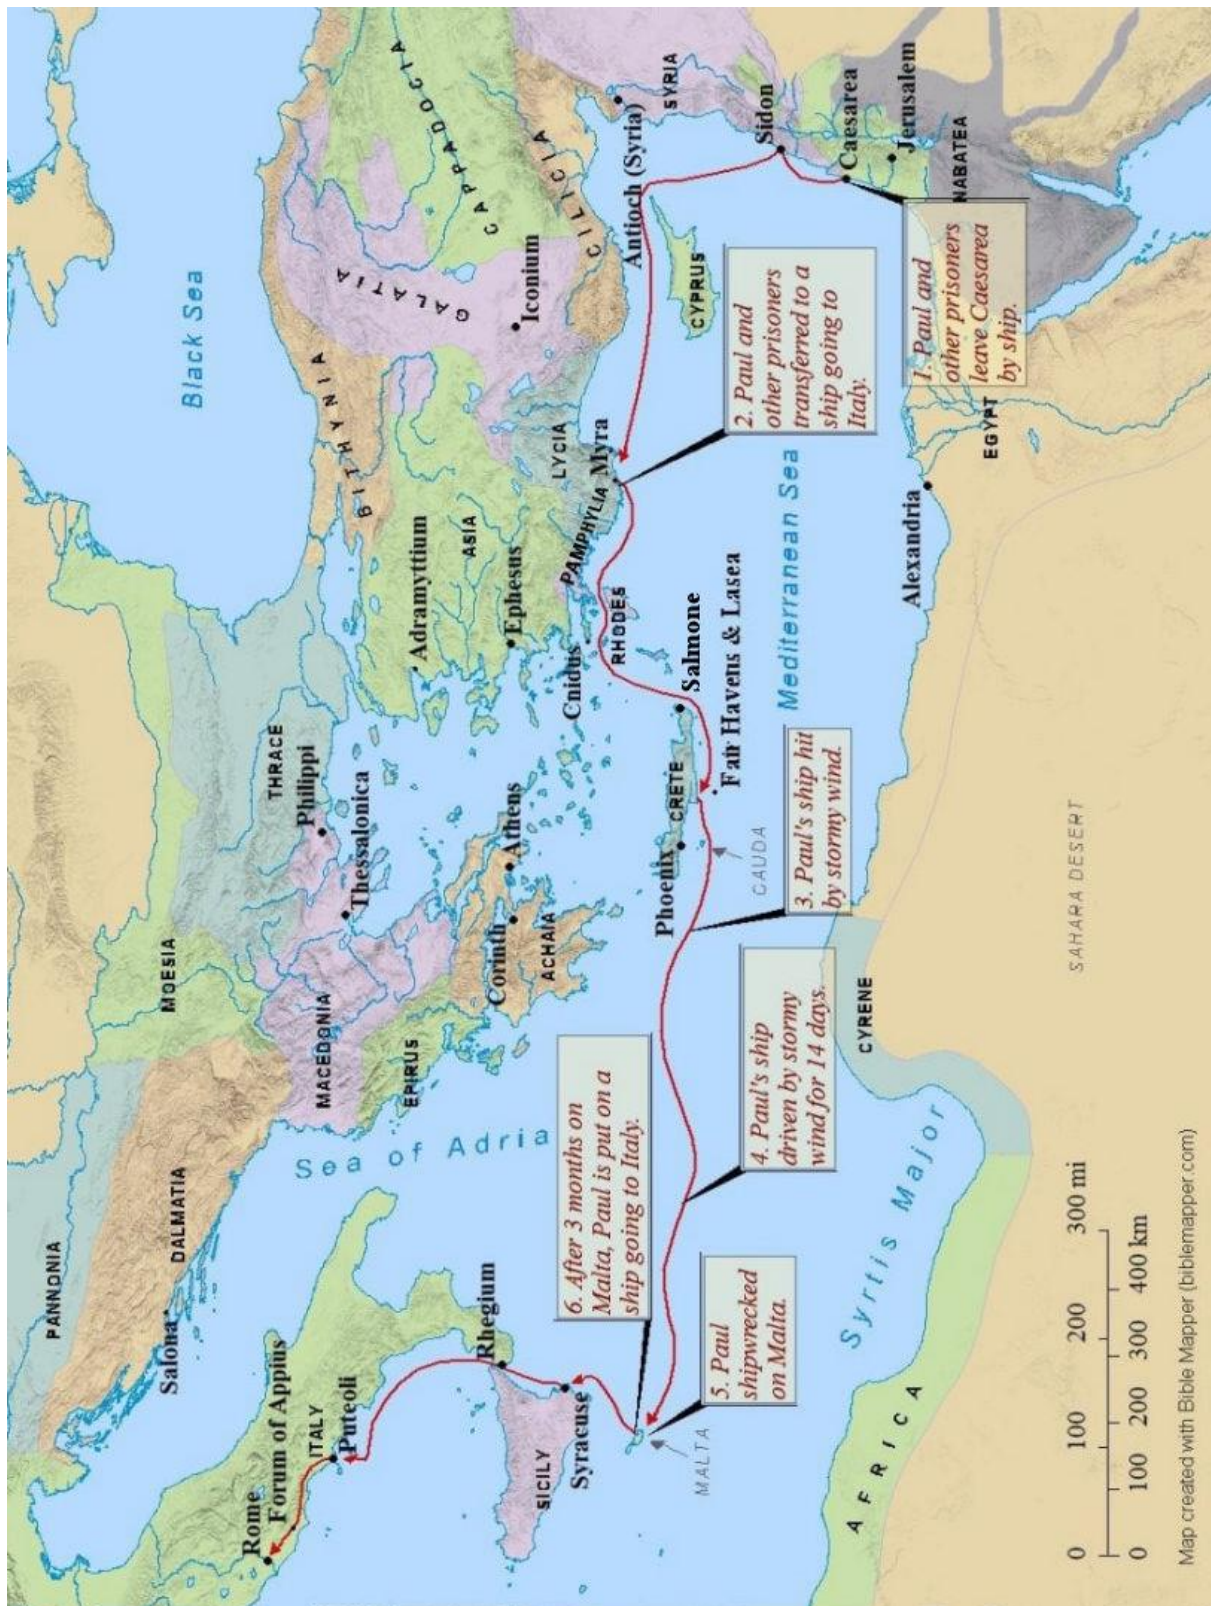 PANNONIA
MOESIA
Black Sea
DALMATIA
Salona
THRACE
Philippi
BITHYNIA
GALATIA
CAPPADOCIA
Rome
Forum of Appius
ITALY
Puteoli
Sea of Adria
MACEDONIA
Thessalonica
EPIRUS
Adramyttium
ASIA
Iconium
Rhegium
Corinth
Athens
ACHAIA
Ephesus
LYCIA
CILICIA
SICILY
Syracuse
Cnidus
PAMPHYLIA
Myra
Antioch (Syria)
SYRIA
6. After 3 months on
Malta, Paul is put on a
ship going to Italy.
RHODES
CRETE
Phoenix
Salmone
CYPRUS
MALTA
CAUDA
Fair Havens & Lasea
Mediterranean Sea
Sidon
Caesarea
Jerusalem
NABATEA
5. Paul
shipwrecked
on Malta.
4. Paul's ship
driven by stormy
wind for 14 days.
3. Paul's ship hit
by stormy wind.
2. Paul and
other prisoners
transferred to a
ship going to
Italy.
1. Paul and
other prisoners
leave Caesarea
by ship.
Syrtis Major
CYRENE
Alexandria
EGYPT
AFRICA
SAHARA DESERT
0 100 200 300 mi
0 100 200 300 400 km
Map created with Bible Mapper (biblemapper.com)